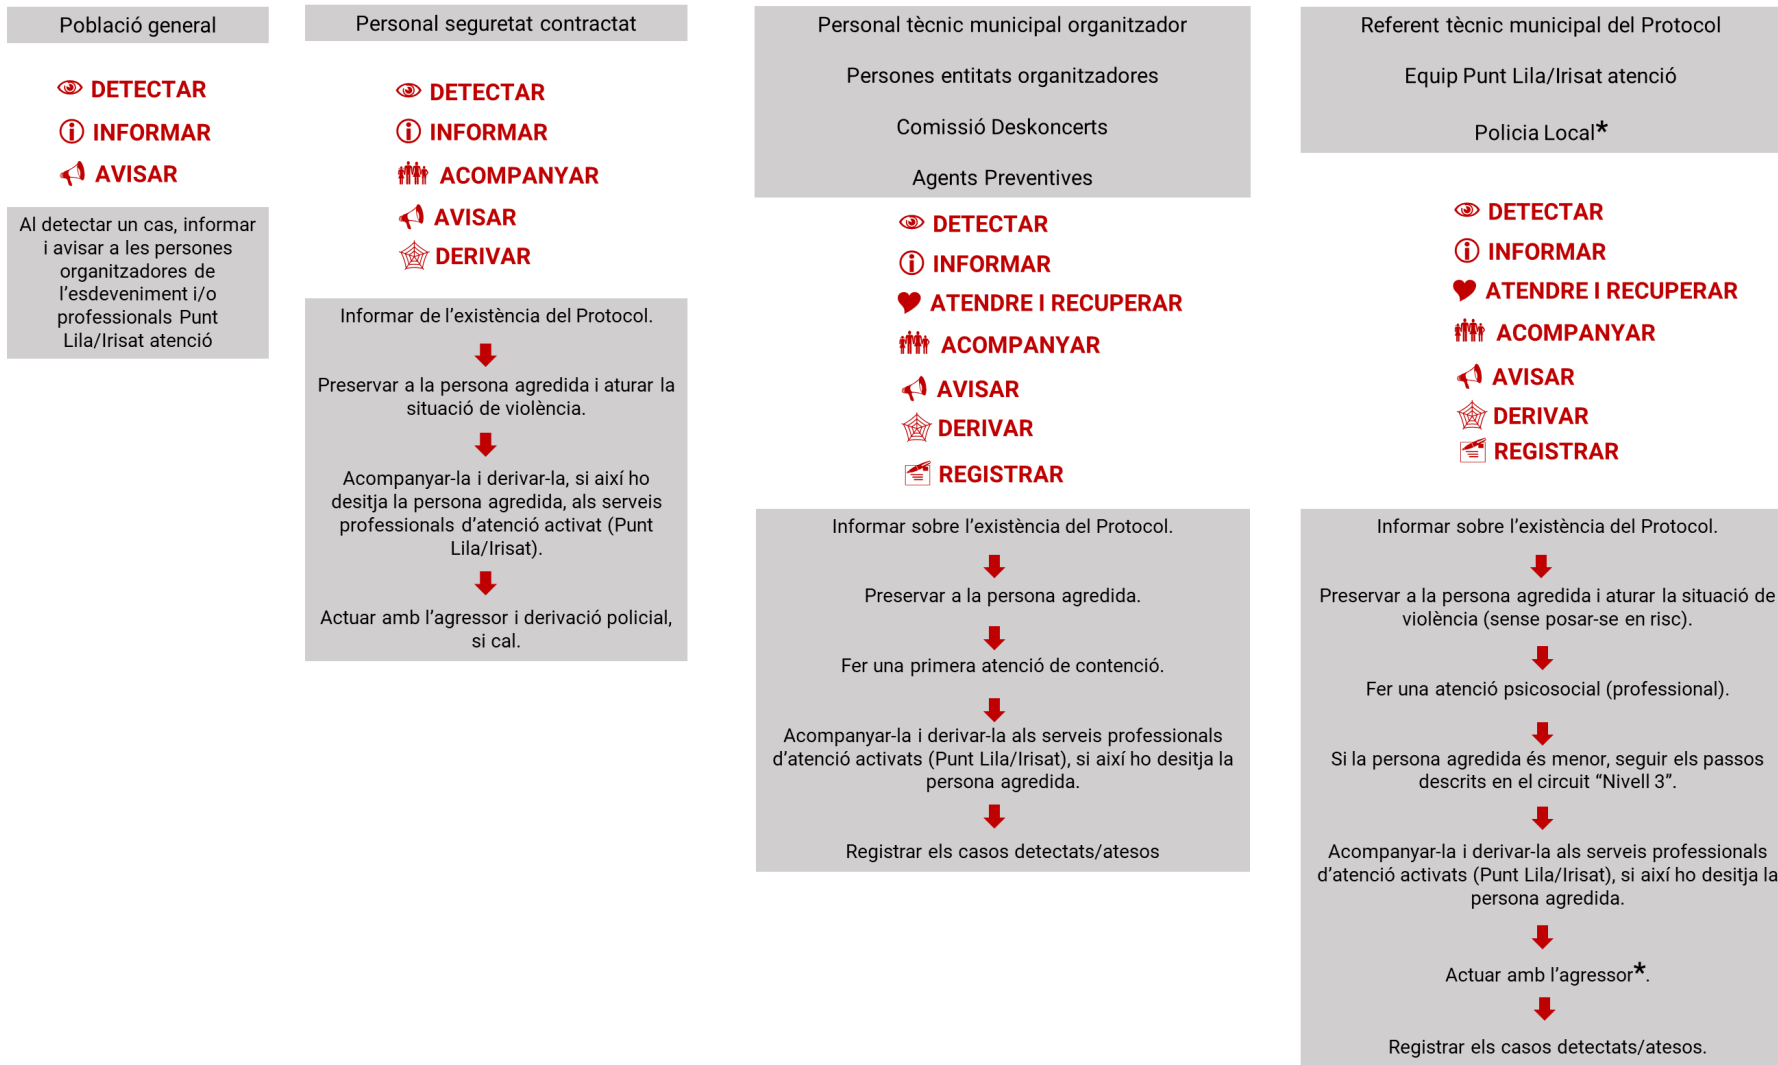 Població general
DETECTAR
INFORMAR
AVISAR
Al detectar un cas, informar
i avisar a les persones
organitzadores de
l’esdeveniment i/o
professionals Punt
Lila/Irisat atenció
Personal seguretat contractat
DETECTAR
INFORMAR
ACOMPANYAR
AVISAR
DERIVAR
Informar de l’existència del Protocol.
Preservar a la persona agredida i aturar la
situació de violència.
Acompanyar-la i derivar-la, si així ho
desitja la persona agredida, als serveis
professionals d’atenció activat (Punt
Lila/Irisat).
Actuar amb l’agressor i derivació policial,
si cal.
Personal tècnic municipal organitzador
Persones entitats organitzadores
Comissió Deskoncerts
Agents Preventives
DETECTAR
INFORMAR
ATENDRE I RECUPERAR
ACOMPANYAR
AVISAR
DERIVAR
REGISTRAR
Informar sobre l’existència del Protocol.
Preservar a la persona agredida.
Fer una primera atenció de contenció.
Acompanyar-la i derivar-la als serveis professionals
d’atenció activats (Punt Lila/Irisat), si així ho desitja la
persona agredida.
Registrar els casos detectats/atesos
Referent tècnic municipal del Protocol
Equip Punt Lila/Irisat atenció
Policia Local*
DETECTAR
INFORMAR
ATENDRE I RECUPERAR
ACOMPANYAR
AVISAR
DERIVAR
REGISTRAR
Informar sobre l’existència del Protocol.
Preservar a la persona agredida i aturar la situació de
violència (sense posar-se en risc).
Fer una atenció psicosocial (professional).
Si la persona agredida és menor, seguir els passos
descrits en el circuit “Nivell 3”.
Acompanyar-la i derivar-la als serveis professionals
d’atenció activats (Punt Lila/Irisat), si així ho desitja la
persona agredida.
Actuar amb l’agressor*.
Registrar els casos detectats/atesos.